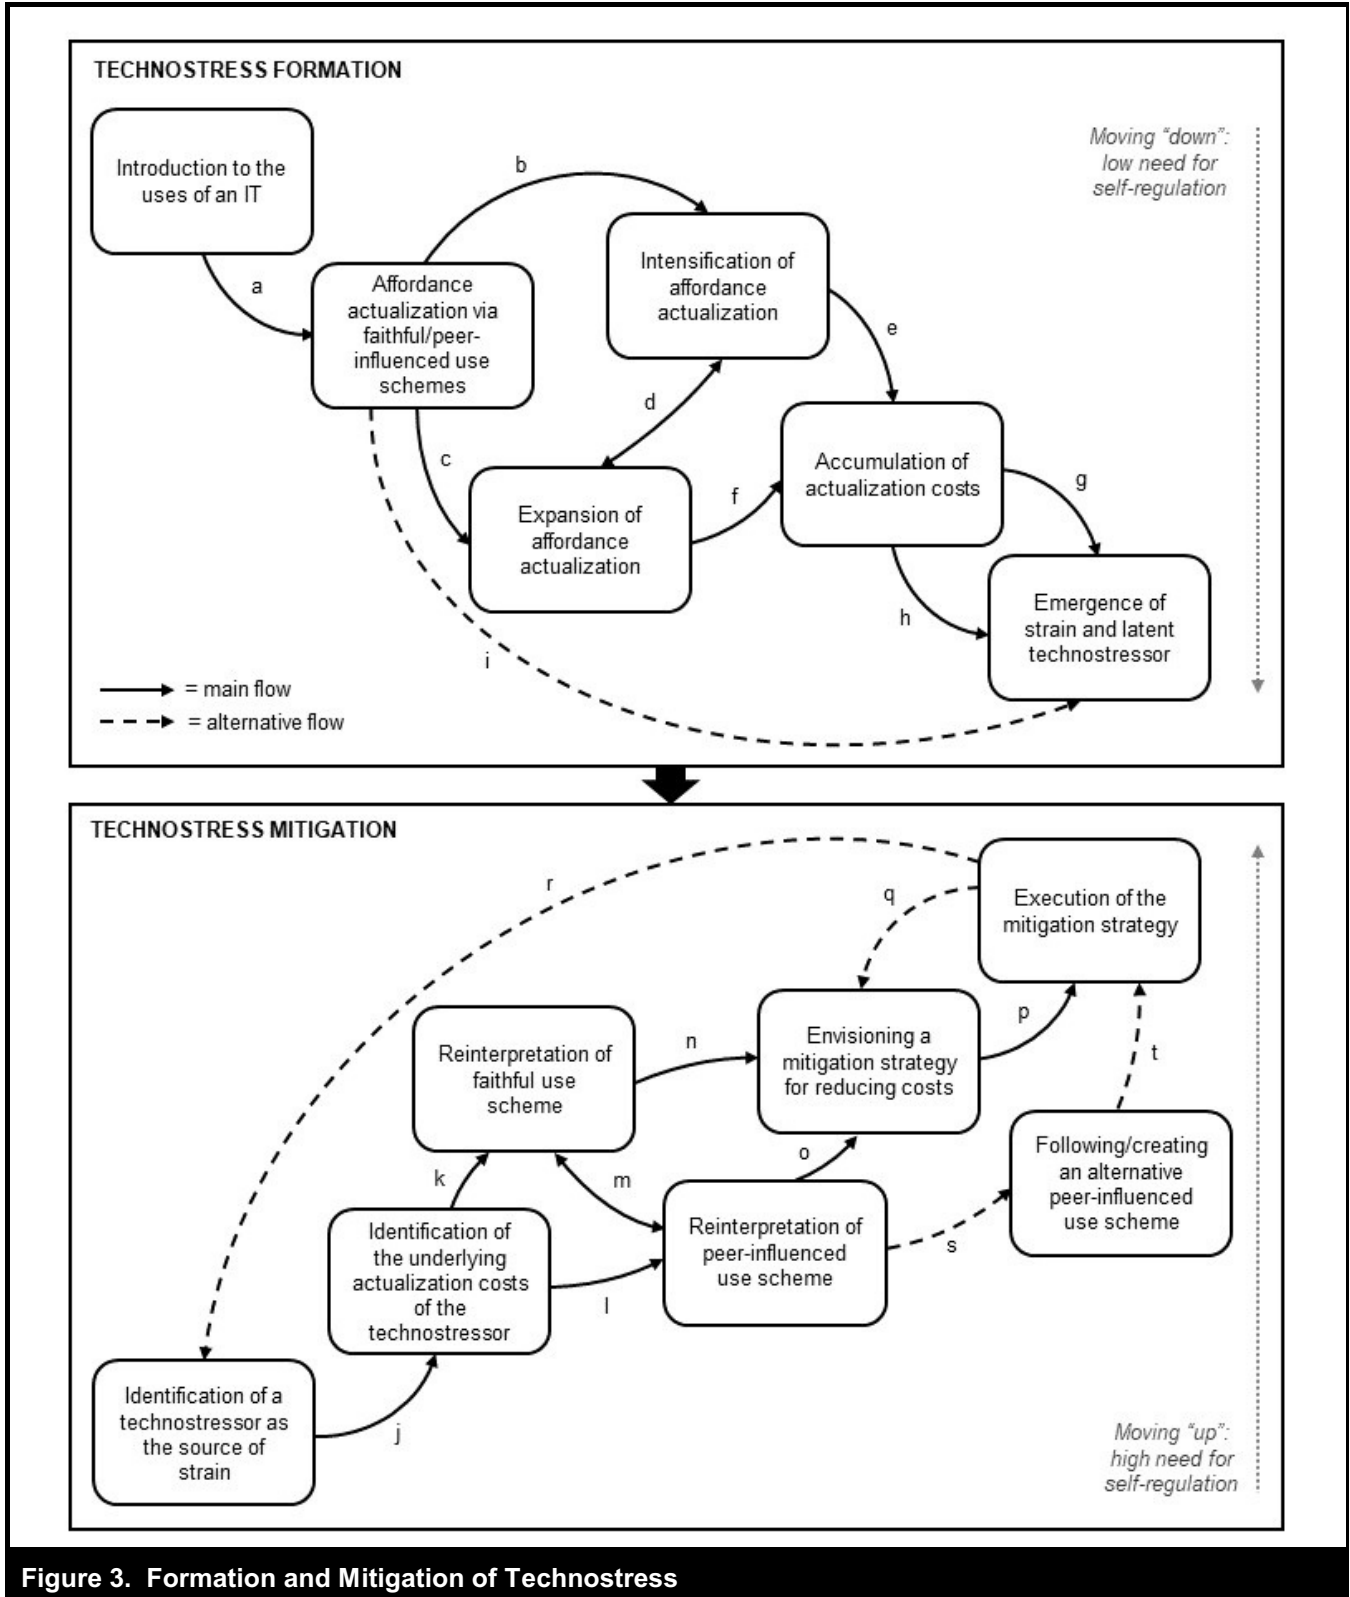 TECHNOSTRESS FORMATION
Introduction to the
uses of an IT
a
b
Moving “down”:
low need for
self-regulation
Affordance
actualization via
faithful/peer-
influenced use
schemes
Intensification of
affordance
actualization
c
d
e
Expansion of
affordance
actualization
f
Accumulation of
actualization costs
g
h
Emergence of
strain and latent
technostressor
i
= main flow
= alternative flow
TECHNOSTRESS MITIGATION
r
q
Execution of the
mitigation strategy
Reinterpretation of
faithful use
scheme
n
Envisioning a
mitigation strategy
for reducing costs
p
t
k
m
o
Following/creating
an alternative
peer-influenced
use scheme
Identification of
the underlying
actualization costs
of the
technostressor
l
Reinterpretation of
peer-influenced
use scheme
s
Identification of a
technostressor as
the source of
strain
j
Moving “up”:
high need for
self-regulation
Figure 3. Formation and Mitigation of Technostress